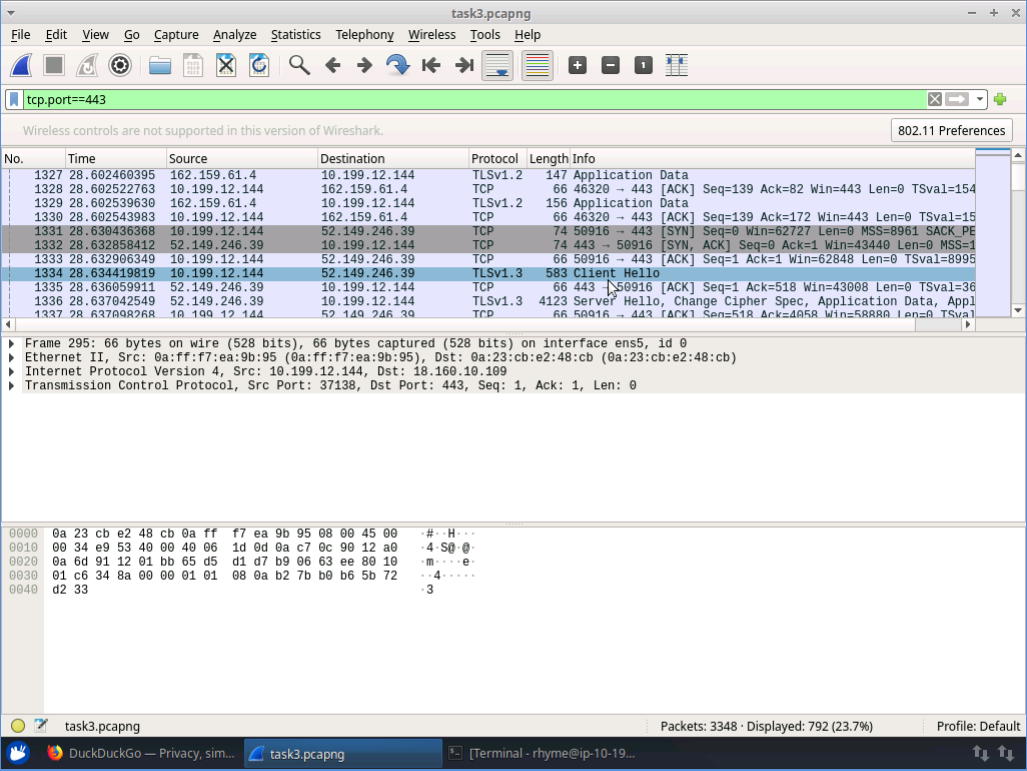 task3.pcapng
File Edit View Go Capture Analyze Statistics Telephony Wireless Tools Help
tcp.port==443
Wireless controls are not supported in this version of Wireshark.
802.11 Preferences
No. Time Source Destination Protocol Length Info
1327 28.602460395 162.159.61.4 10.199.12.144 TLSv1.2 147 Application Data
1328 28.602522763 10.199.12.144 162.159.61.4 TCP 66 46320 → 443 [ACK] Seq=139 Ack=82 Win=443 Len=0 TSval=154
1329 28.602539630 162.159.61.4 10.199.12.144 TLSv1.2 156 Application Data
1330 28.602543983 10.199.12.144 162.159.61.4 TCP 66 46320 → 443 [ACK] Seq=139 Ack=172 Win=443 Len=0 TSval=15
1331 28.630436368 10.199.12.144 52.149.246.39 TCP 74 50916 → 443 [SYN] Seq=0 Win=62727 Len=0 MSS=8961 SACK_PE
1332 28.632858412 52.149.246.39 10.199.12.144 TCP 74 443 → 50916 [SYN, ACK] Seq=0 Ack=1 Win=43440 Len=0 MSS=1
1333 28.632906349 10.199.12.144 52.149.246.39 TCP 66 50916 → 443 [ACK] Seq=1 Ack=1 Win=62848 Len=0 TSval=8995
1334 28.634419819 10.199.12.144 52.149.246.39 TLSv1.3 583 Client Hello
1335 28.636059911 52.149.246.39 10.199.12.144 TCP 66 443 → 50916 [ACK] Seq=1 Ack=518 Win=43008 Len=0 TSval=36
1336 28.637042549 52.149.246.39 10.199.12.144 TLSv1.3 4123 Server Hello, Change Cipher Spec, Application Data, Appl
1337 28.637098268 10.199.12.144 52.149.246.39 TCP 66 50916 → 443 [ACK] Seq=518 Ack=4058 Win=58880 Len=0 TSval
Frame 295: 66 bytes on wire (528 bits), 66 bytes captured (528 bits) on interface ens5, id 0
Ethernet II, Src: 0a:ff:f7:ea:9b:95 (0a:ff:f7:ea:9b:95), Dst: 0a:23:cb:e2:48:cb (0a:23:cb:e2:48:cb)
Internet Protocol Version 4, Src: 10.199.12.144, Dst: 18.160.10.109
Transmission Control Protocol, Src Port: 37138, Dst Port: 443, Seq: 1, Ack: 1, Len: 0
0000 0a 23 cb e2 48 cb 0a ff f7 ea 9b 95 08 00 45 00 ·#··H···
0010 00 34 e9 53 40 00 40 06 1d 0d 0a c7 0c 90 12 a0 ·4·S@·@·
0020 0a 6d 91 12 01 bb 65 d5 d1 d7 b9 06 63 ee 80 10 ·m····e·
0030 01 c6 34 8a 00 00 01 01 08 0a b2 7b b0 b6 5b 72 ··4·····
0040 d2 33 ·3
task3.pcapng
Packets: 3348 · Displayed: 792 (23.7%)
Profile: Default
DuckDuckGo — Privacy, sim...
task3.pcapng
[Terminal - rhyme@ip-10-19...